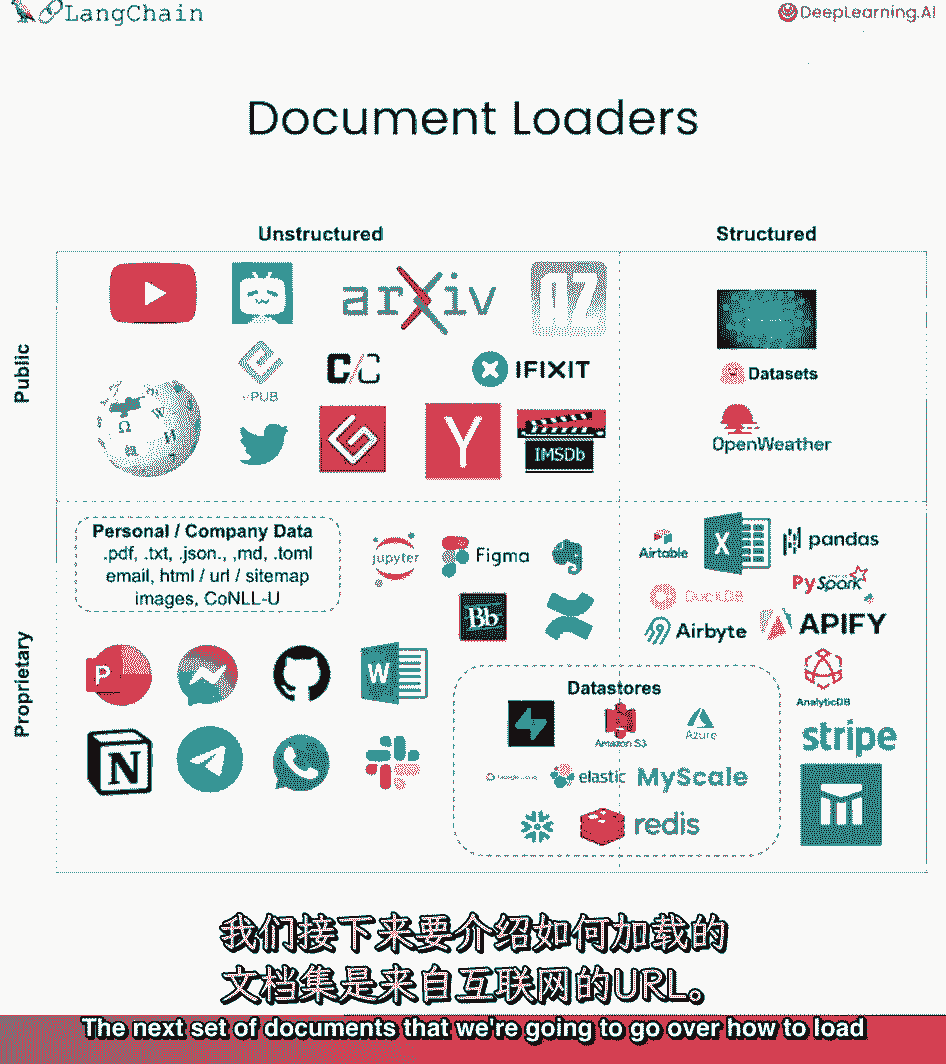 LangChain
DeepLearning.AI
Document Loaders
Unstructured
Structured
Public
arXiv
AZ
EPUB
C/C
IFIXIT
Datasets
Ω
W
И
Y
IMSDb
OpenWeather
Proprietary
Personal / Company Data
.pdf, .txt, .json., .md, .toml
email, html / url / sitemap
images, CoNLL-U
jupyter
Figma
Bb
Airtable
X
pandas
PySpark
DuckDB
Airbyte
APIFY
P
W
AnalyticDB
N
Datastores
Amazon S3
Azure
elastic
MyScale
redis
stripe
我们接下来要介绍如何加载的
文档集是来自互联网的URL。
The next set of documents that we're going to go over how to load